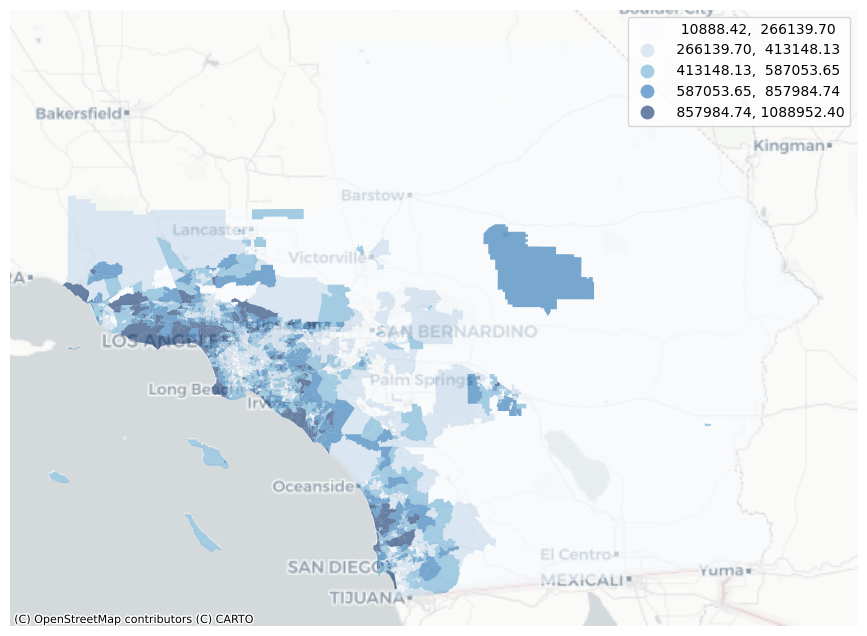 Boulder City
10888.42, 266139.70
266139.70, 413148.13
413148.13, 587053.65
587053.65, 857984.74
857984.74, 1088952.40
Bakersfield
Kingman
Barstow
Lancaster
Victorville
RA
SAN BERNARDINO
LOS ANGELES
Palm Springs
Long Beach
Irv
Oceanside
El Centro
SAN DIEGO
MEXICALI
Yuma
TIJUANA
(C) OpenStreetMap contributors (C) CARTO